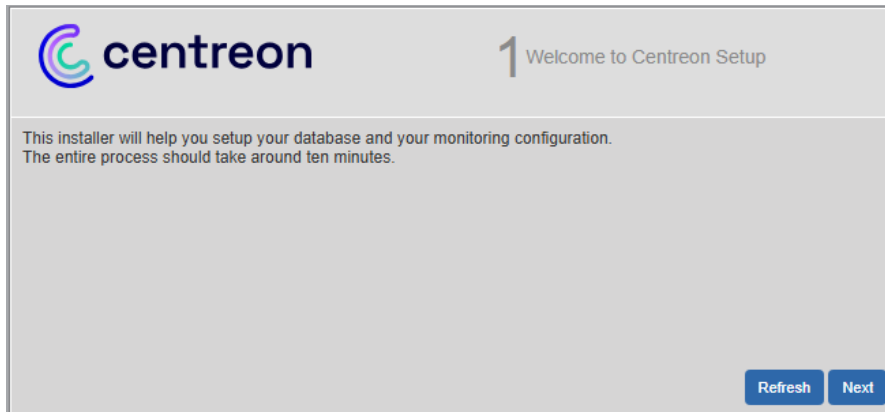 centreon
1 Welcome to Centreon Setup
This installer will help you setup your database and your monitoring configuration.
The entire process should take around ten minutes.
Refresh Next